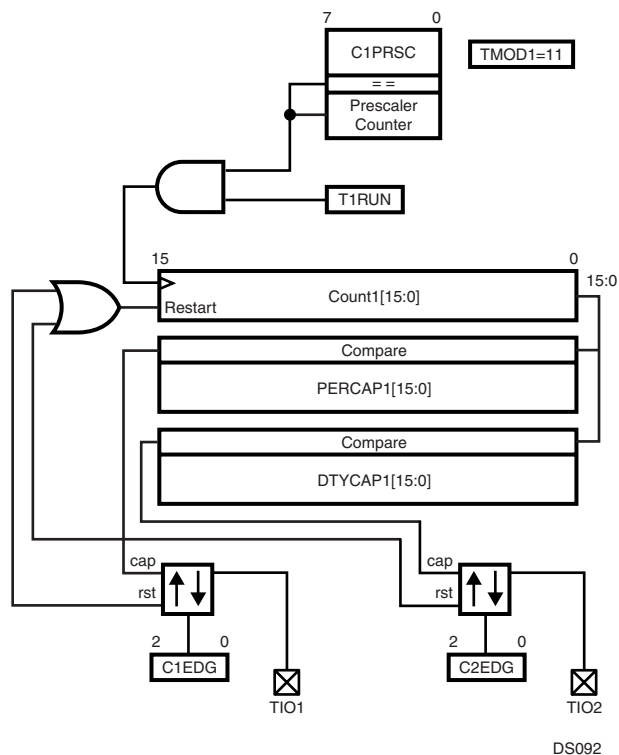 7 0
C1PRSC
TMOD1=11
= =
Prescaler
Counter
T1RUN
15 0
15:0
Count1[15:0]
Restart
Compare
PERCAP1[15:0]
Compare
DTYCAP1[15:0]
cap
rst
cap
rst
2 0
C1EDG
2 0
C2EDG
TIO1
TIO2
DS092